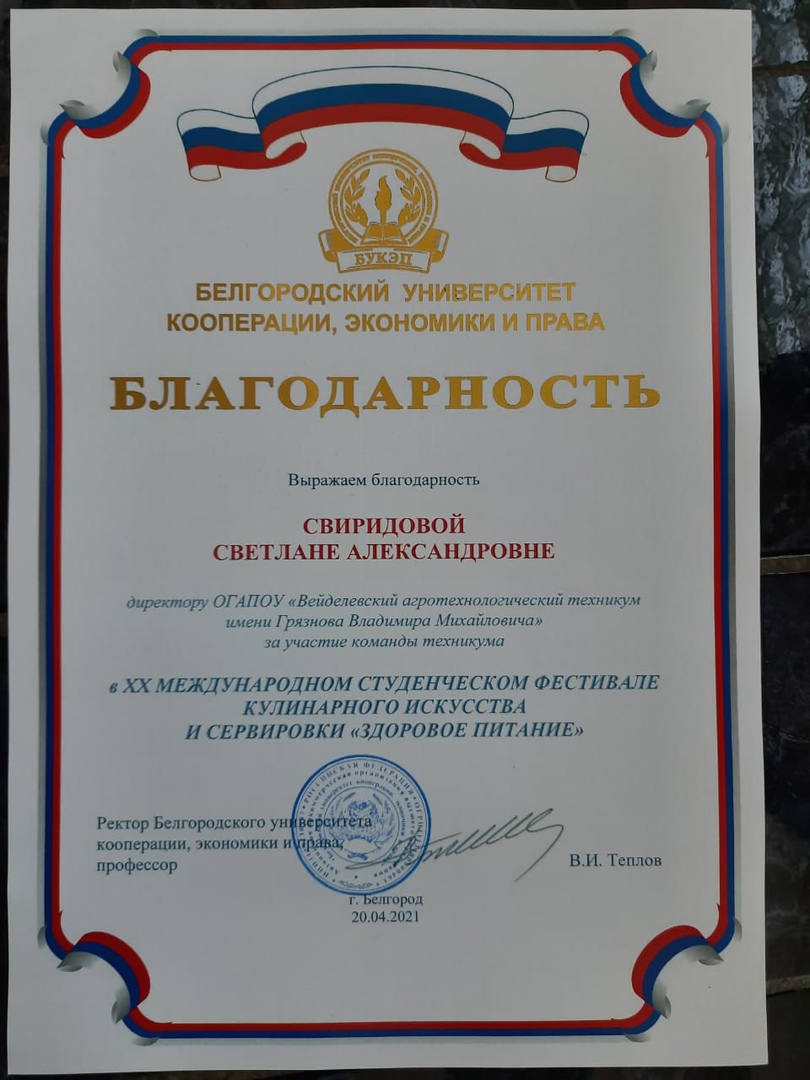 БУКЭП
БЕЛГОРОДСКИЙ УНИВЕРСИТЕТ
КООПЕРАЦИИ, ЭКОНОМИКИ И ПРАВА
БЛАГОДАРНОСТЬ
Выражаем благодарность
СВИРИДОВОЙ
СВЕТЛАНЕ АЛЕКСАНДРОВНЕ
директору ОГАПОУ «Вейделевский агротехнологический техникум
имени Грязнова Владимира Михайловича»
за участие команды техникума
в XX МЕЖДУНАРОДНОМ СТУДЕНЧЕСКОМ ФЕСТИВАЛЕ
КУЛИНАРНОГО ИСКУССТВА
И СЕРВИРОВКИ «ЗДОРОВОЕ ПИТАНИЕ»
РОССИЙСКАЯ ФЕДЕРАЦИЯ
Ректор Белгородского университета
кооперации, экономики и права,
профессор
В.И. Теплов
г. Белгород
20.04.2021